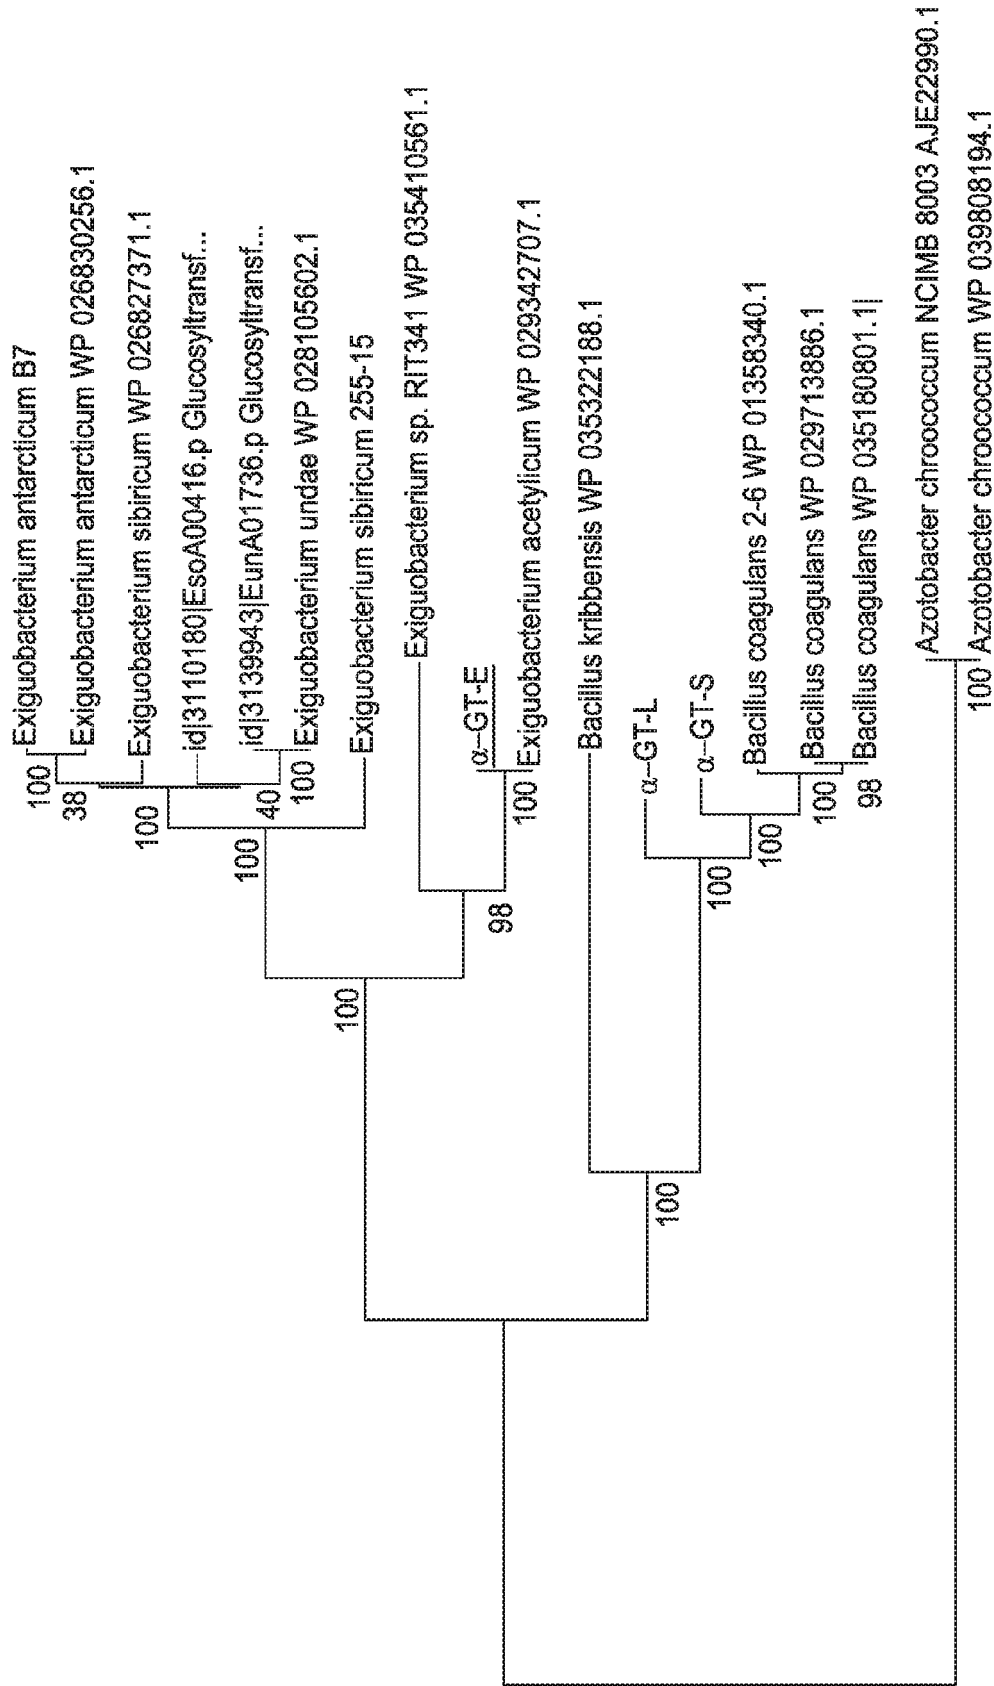 Exiguobacterium antarcticum B7
Exiguobacterium antarcticum WP 026830256.1
Exiguobacterium sibiricum WP 026827371.1
id|3110180|EsoA00416.p Glucosyltransf...
id|3139943|EunA01736.p Glucosyltransf...
Exiguobacterium undae WP 028105602.1
Exiguobacterium sibiricum 255-15
Exiguobacterium sp. RIT341 WP 035410561.1
α–GT-E
Exiguobacterium acetylicum WP 029342707.1
Bacillus kribbensis WP 035322188.1
α–GT-L
α–GT-S
Bacillus coagulans 2-6 WP 01358340.1
Bacillus coagulans WP 029713886.1
Bacillus coagulans WP 035180801.1|
Azotobacter chroococcum NCIMB 8003 AJE22990.1
Azotobacter chroococcum WP 039808194.1
100
38
100
100
40
100
98
100
100
100
100
100
100
98
100